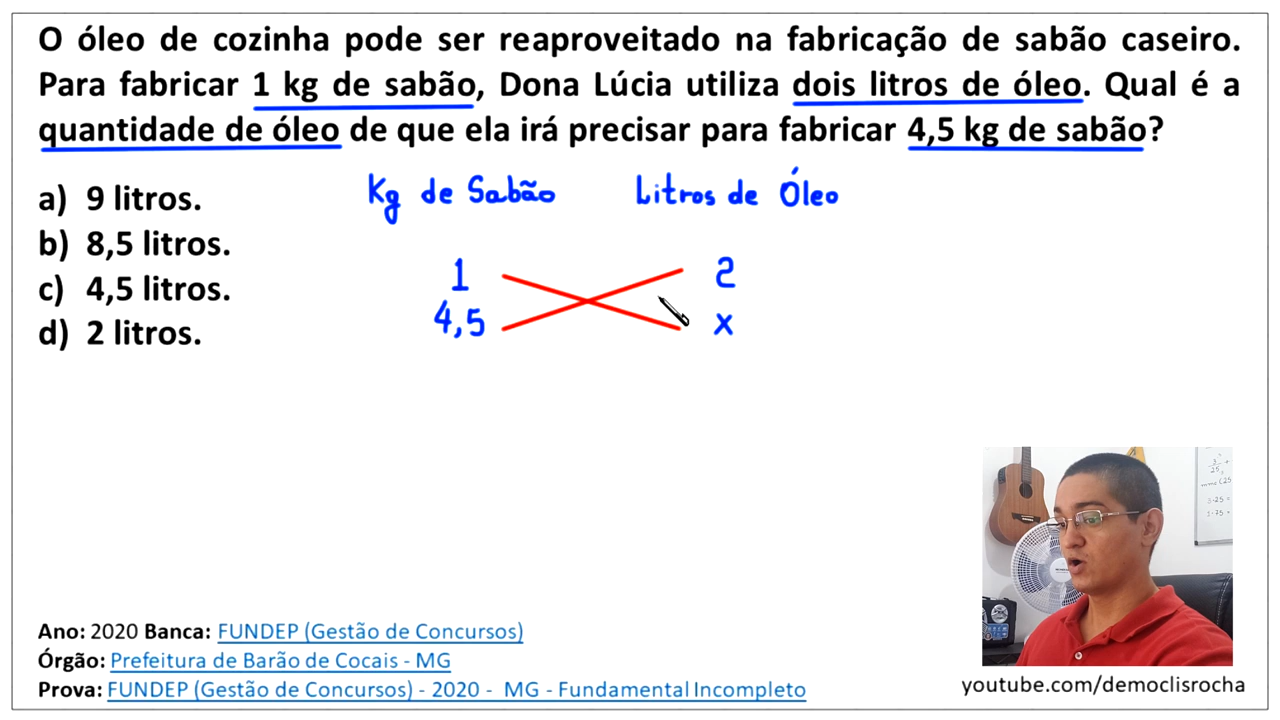 O óleo de cozinha pode ser reaproveitado na fabricação de sabão caseiro.
Para fabricar 1 kg de sabão, Dona Lúcia utiliza dois litros de óleo. Qual é a
quantidade de óleo de que ela irá precisar para fabricar 4,5 kg de sabão?
a) 9 litros.
b) 8,5 litros.
c) 4,5 litros.
d) 2 litros.
Kg de Sabão Litros de Óleo
1 2
4,5 x
Ano: 2020 Banca: FUNDEP (Gestão de Concursos)
Órgão: Prefeitura de Barão de Cocais - MG
Prova: FUNDEP (Gestão de Concursos) - 2020 - MG - Fundamental Incompleto
youtube.com/democlisrocha